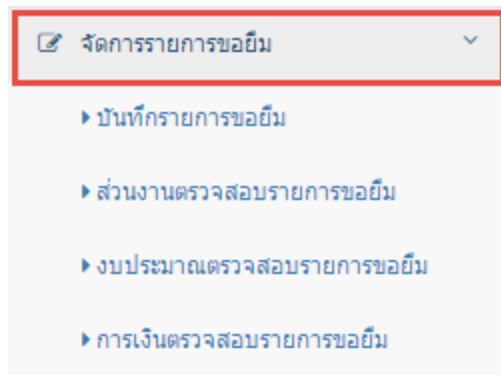 จัดการรายการขอยืม
บันทึกรายการขอยืม
ส่วนงานตรวจสอบรายการขอยืม
งบประมาณตรวจสอบรายการขอยืม
การเงินตรวจสอบรายการขอยืม